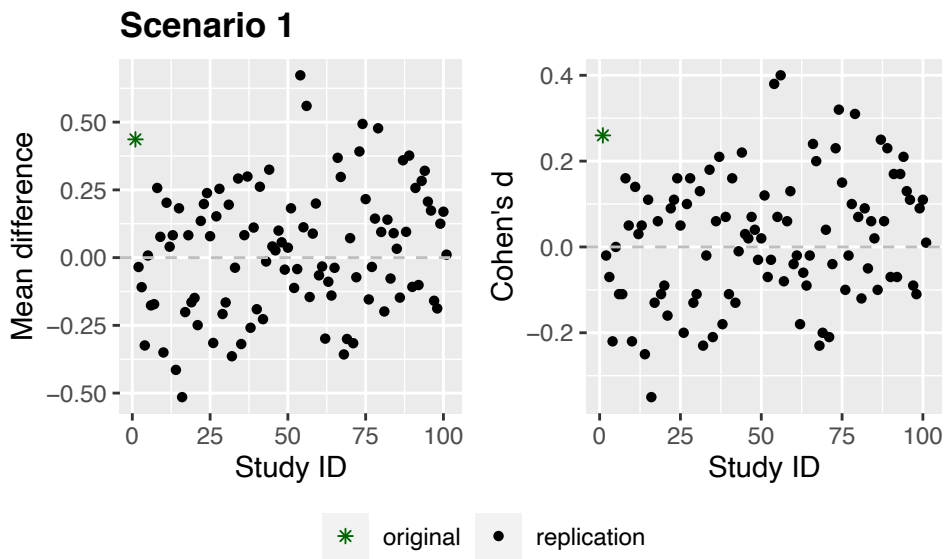 Scenario 1
Mean difference
0.50
0.25
0.00
−0.25
−0.50
0
25
50
75
100
Study ID
Cohen's d
0.4
0.2
0.0
−0.2
0
25
50
75
100
Study ID
original
replication